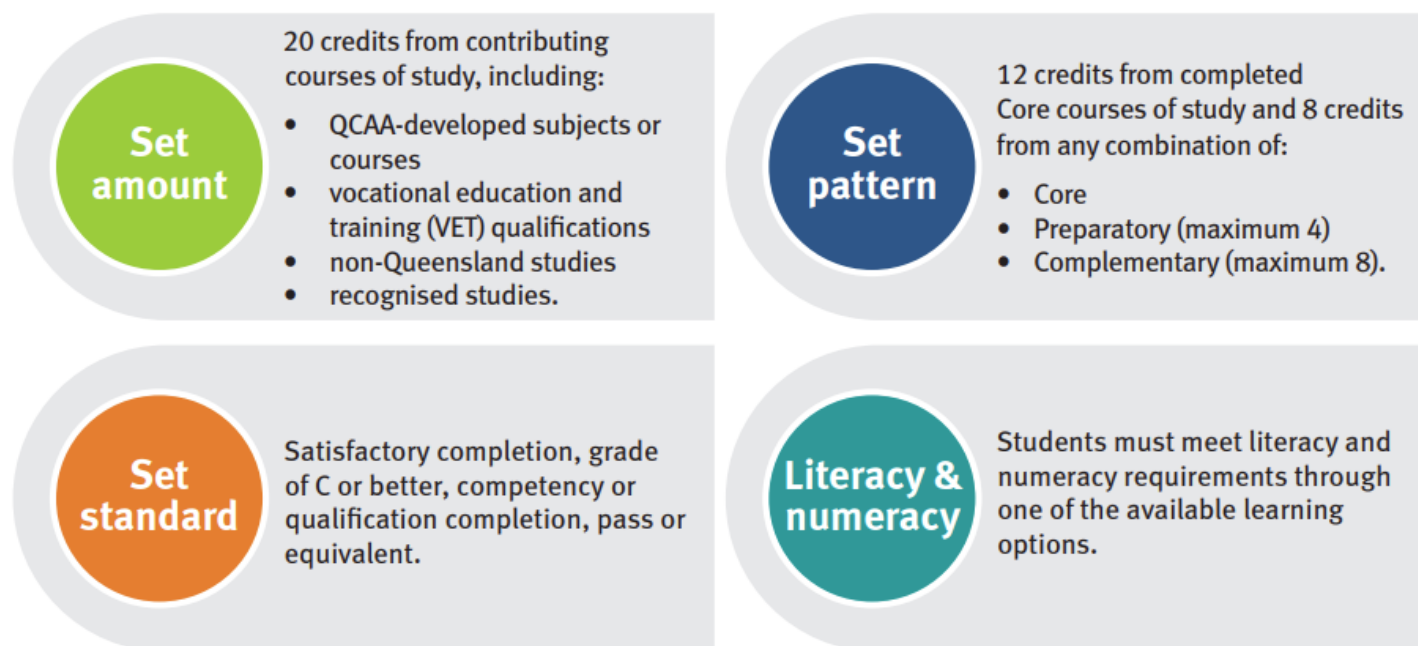 Set
amount
20 credits from contributing
courses of study, including:
• QCAA-developed subjects or
courses
• vocational education and
training (VET) qualifications
• non-Queensland studies
• recognised studies.
Set
pattern
12 credits from completed
Core courses of study and 8 credits
from any combination of:
• Core
• Preparatory (maximum 4)
• Complementary (maximum 8).
Set
standard
Satisfactory completion, grade
of C or better, competency or
qualification completion, pass or
equivalent.
Literacy &
numeracy
Students must meet literacy and
numeracy requirements through
one of the available learning
options.